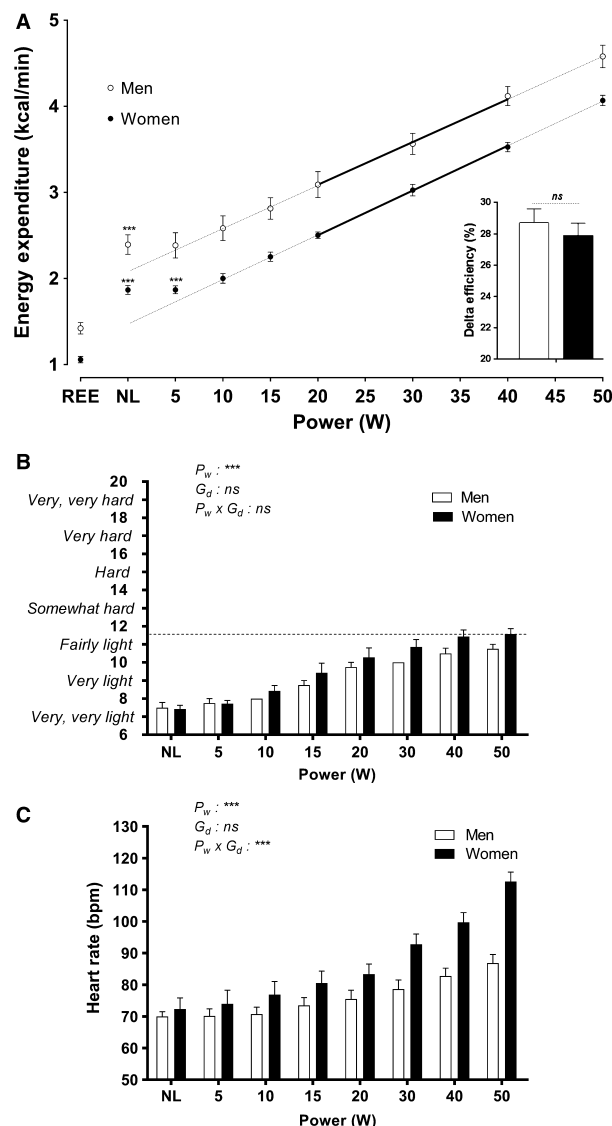 A
Energy expenditure (kcal/min)
5
4
3
2
1
Men
Women
***
***
***
REE NL 5 10 15 20 25 30 35 40 45 50
Power (W)
ns
Delta efficiency (%)
30
28
26
24
22
20
B
20
Very, very hard
18
Very hard
16
Hard
14
Somewhat hard
12
Fairly light
10
Very light
8
Very, very light
6
Pw : ***
Gd : ns
Pw x Gd : ns
Men
Women
NL 5 10 15 20 30 40 50
Power (W)
C
Pw : ***
Gd : ns
Pw x Gd : ***
Men
Women
Heart rate (bpm)
130
120
110
100
90
80
70
60
50
NL 5 10 15 20 30 40 50
Power (W)